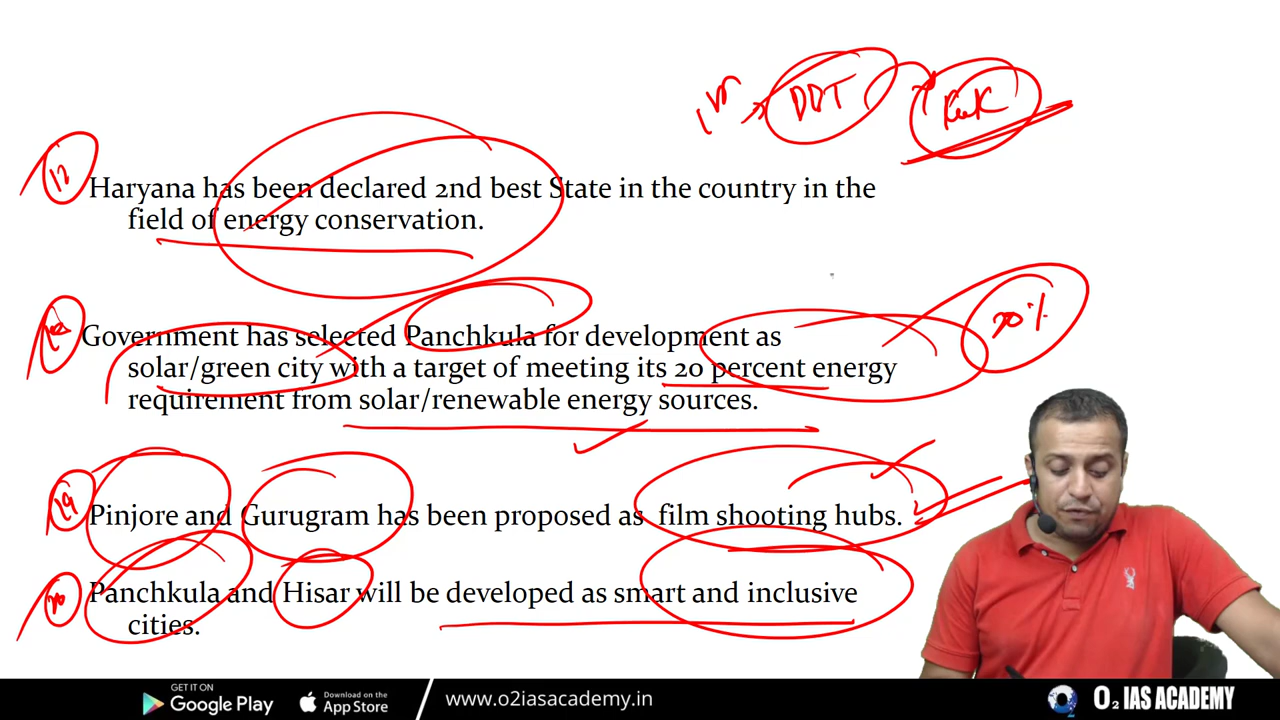 DDT
Haryana has been declared 2nd best State in the country in the
field of energy conservation.
Government has selected Panchkula for development as
solar/green city with a target of meeting its 20 percent energy
requirement from solar/renewable energy sources.
20%
19
Pinjore and Gurugram has been proposed as film shooting hubs.
20
Panchkula and Hisar will be developed as smart and inclusive
cities.
GET IT ON
Google Play
Download on the
App Store
www.o2iasacademy.in
O2 IAS ACADEMY